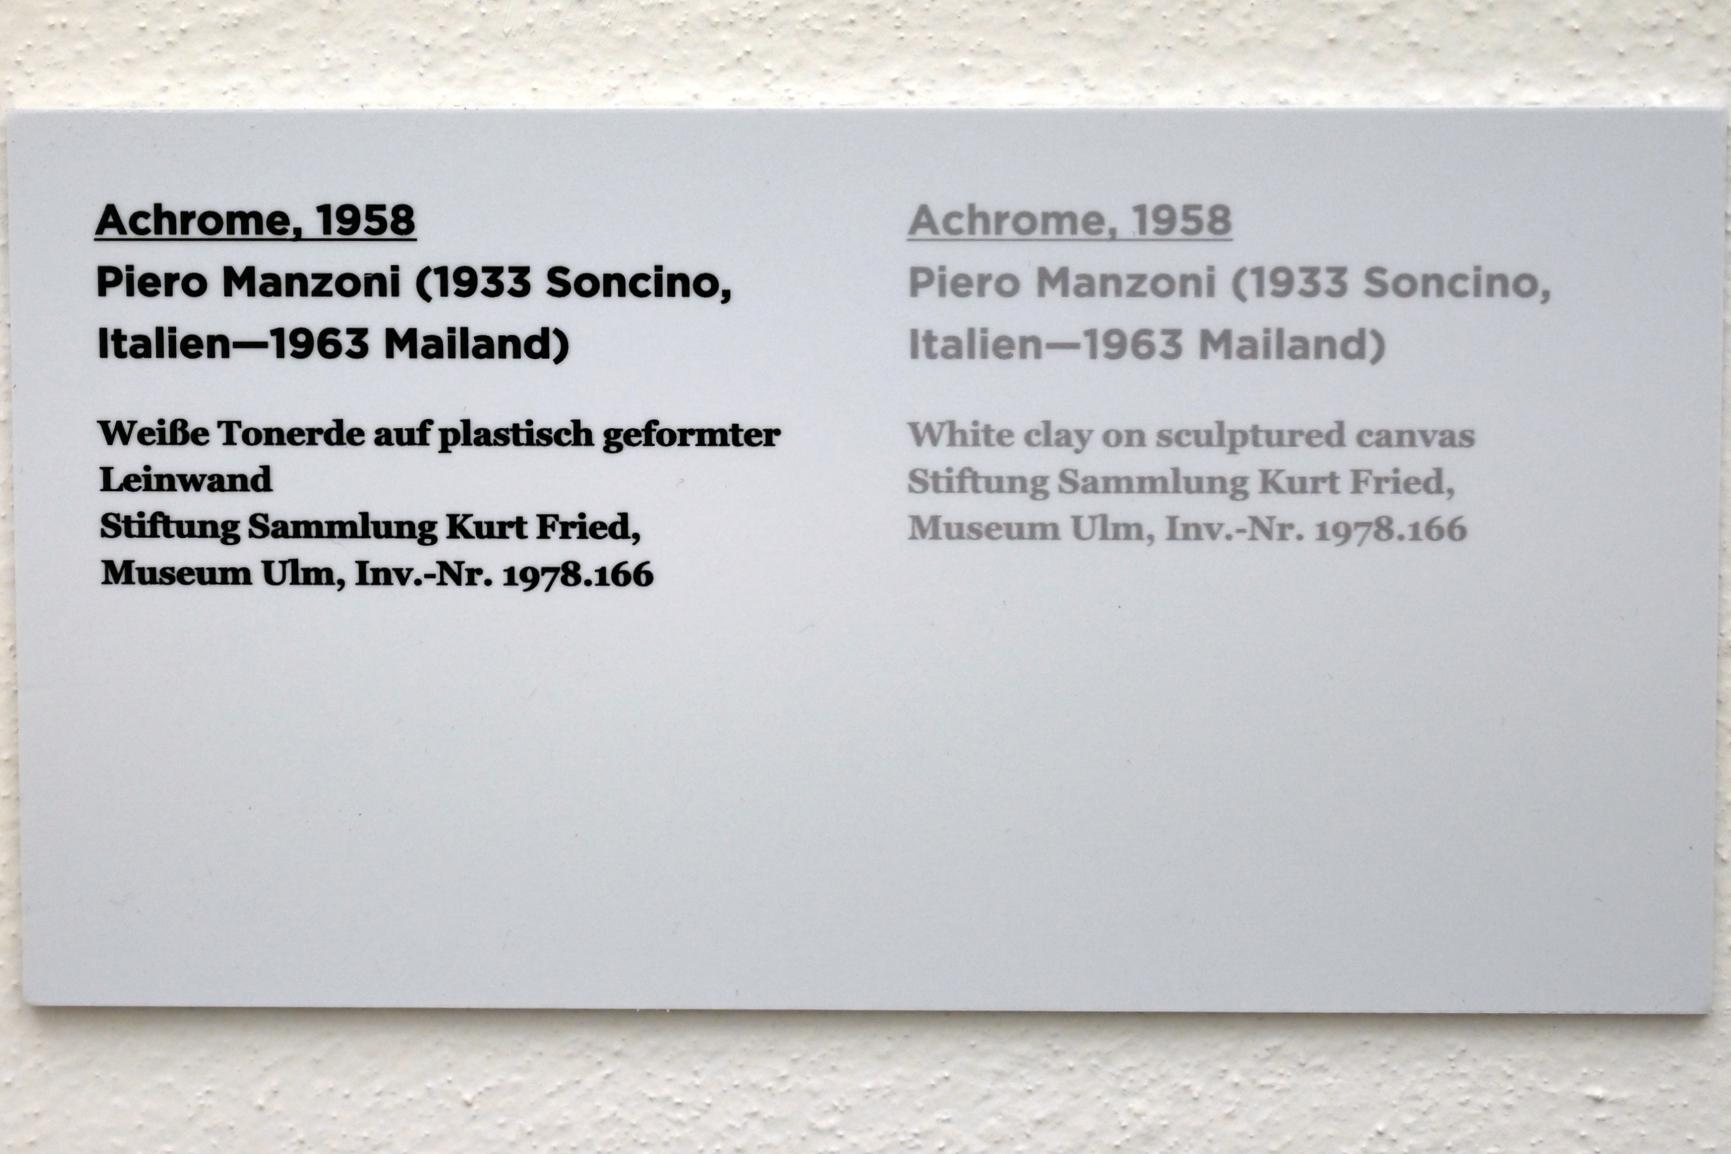 Achrome, 1958
Piero Manzoni (1933 Soncino,
Italien—1963 Mailand)
Weiße Tonerde auf plastisch geformter
Leinwand
Stiftung Sammlung Kurt Fried,
Museum Ulm, Inv.-Nr. 1978.166
Achrome, 1958
Piero Manzoni (1933 Soncino,
Italien—1963 Mailand)
White clay on sculptured canvas
Stiftung Sammlung Kurt Fried,
Museum Ulm, Inv.-Nr. 1978.166